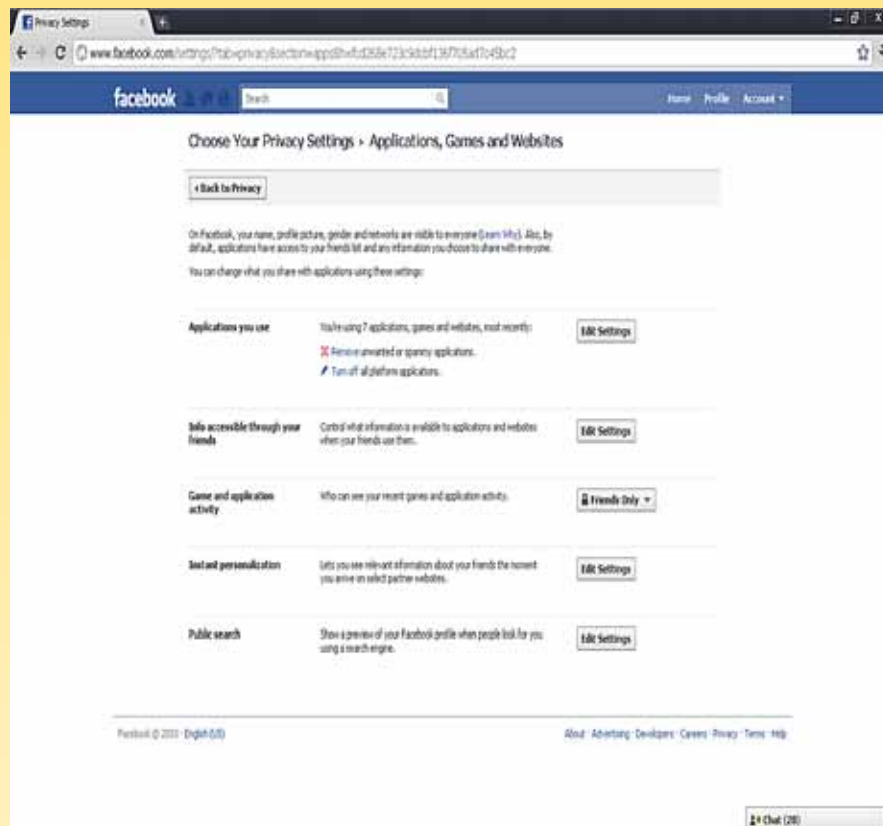 Privacy Settings
www.facebook.com/settings/?tab=privacy&section=apps
facebook
Search
Home Profile Account
Choose Your Privacy Settings › Applications, Games and Websites
‹ Back to Privacy
On Facebook, your name, profile picture, gender and networks are visible to everyone (Learn Why). Also, by
default, applications have access to your friends list and any information you choose to share with everyone.
You can change what you share with applications using these settings:
Applications you use
You're using 7 applications, games and websites, most recently:
Remove unwanted or spammy applications.
Turn off all platform applications.
Edit Settings
Info accessible through your
friends
Control what information is available to applications and websites
when your friends use them.
Edit Settings
Game and application
activity
Who can see your recent games and application activity.
Friends Only
Instant personalization
Lets you see relevant information about your friends the moment
you arrive on select partner websites.
Edit Settings
Public search
Show a preview of your Facebook profile when people look for you
using a search engine.
Edit Settings
Facebook © 2010 · English (US)
About · Advertising · Developers · Careers · Privacy · Terms · Help
Chat (28)